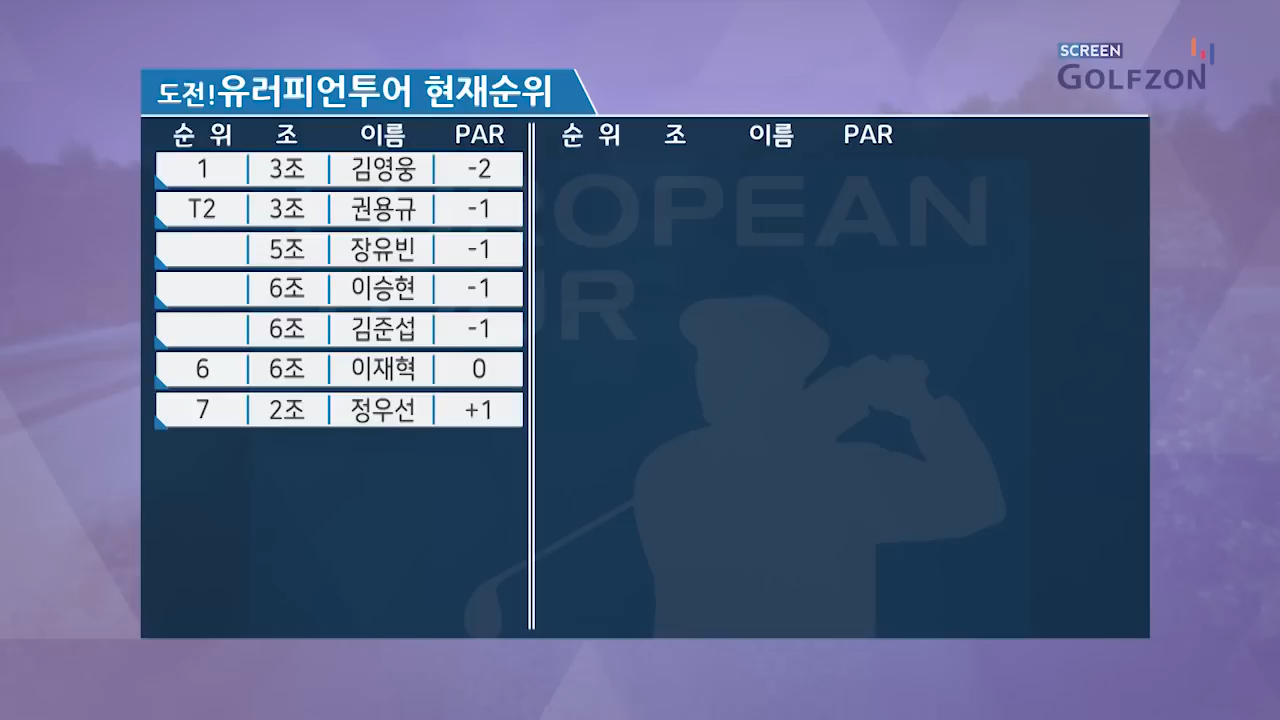 SCREEN
GOLFZON
도전!유러피언투어 현재순위
순 위 조 이름 PAR 순 위 조 이름 PAR
1 3조 김영웅 -2
T2 3조 권용규 -1
5조 장유빈 -1
6조 이승현 -1
6조 김준섭 -1
6 6조 이재혁 0
7 2조 정우선 +1
ROPEAN
UR